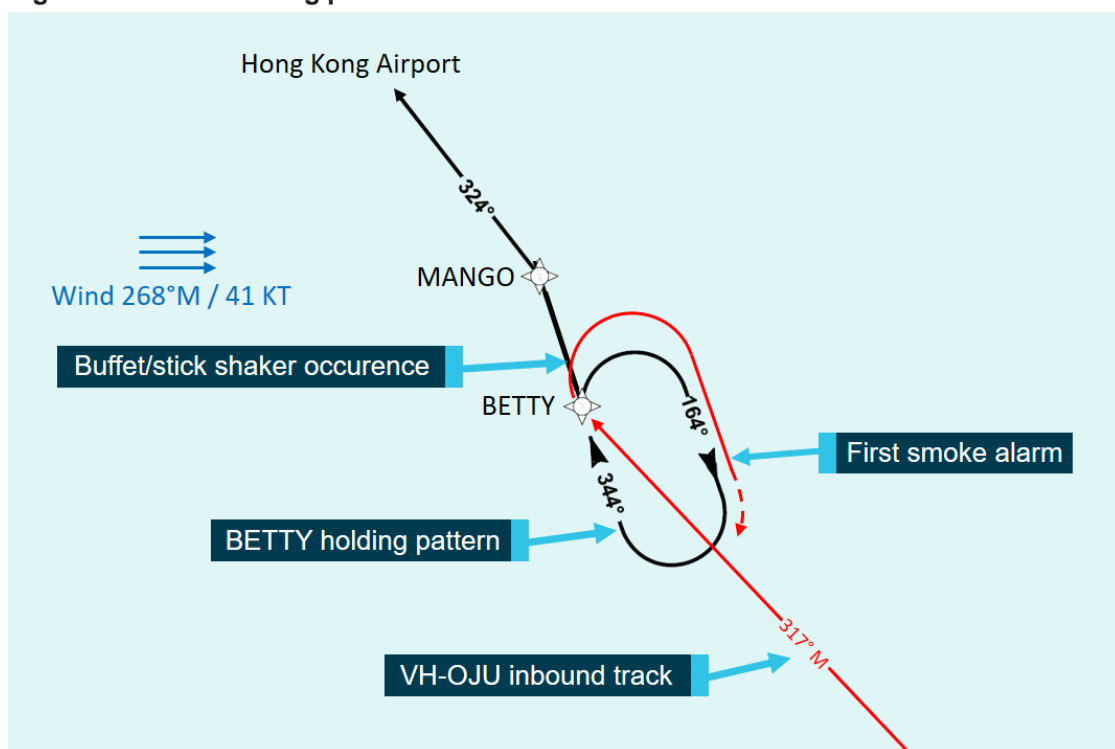 Hong Kong Airport
324°
MANGO
Wind 268°M / 41 KT
Buffet/stick shaker occurence
BETTY
164°
First smoke alarm
344°
BETTY holding pattern
317° M
VH-OJU inbound track